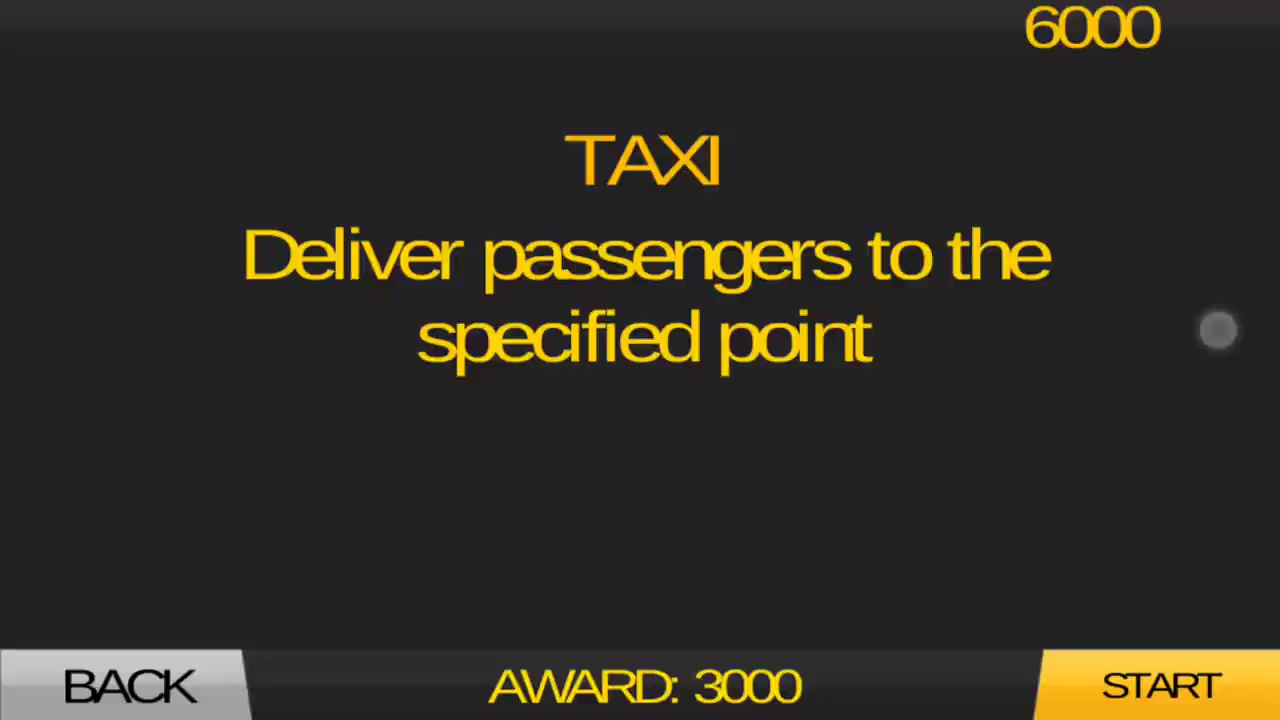 6000
TAXI
Deliver passengers to the
specified point
BACK
AWARD: 3000
START